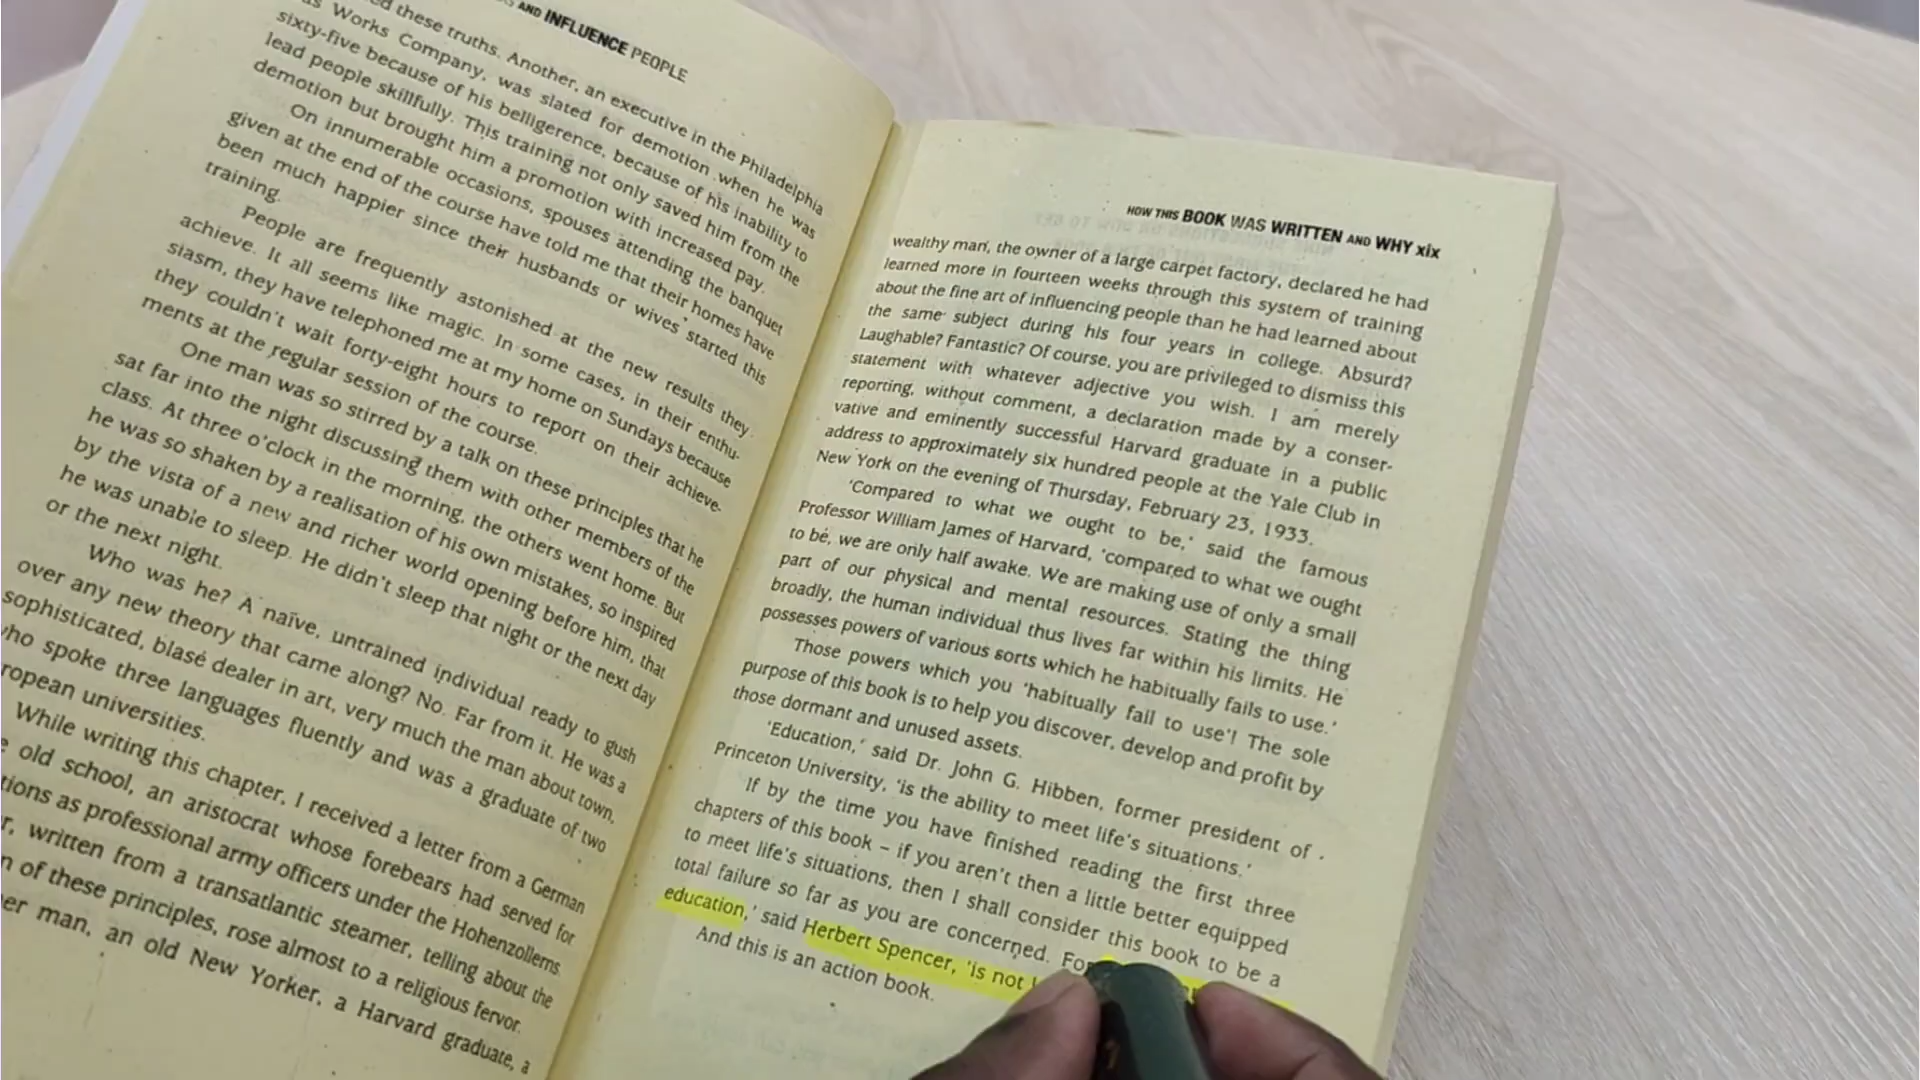 AND INFLUENCE PEOPLE
these truths. Another, an executive in the Philadelphia
Works Company, was slated for demotion when he was
sixty-five because of his belligerence, because of his inability to
lead people skillfully. This training not only saved him from the
demotion but brought him a promotion with increased pay.
On innumerable occasions, spouses attending the banquet
given at the end of the course have told me that their homes have
been much happier since their husbands or wives started this
training.
People are frequently astonished at the new results they
achieve. It all seems like magic. In some cases, in their enthu-
siasm, they have telephoned me at my home on Sundays because
they couldn't wait forty-eight hours to report on their achieve-
ments at the regular session of the course.
One man was so stirred by a talk on these principles that he
sat far into the night discussing them with other members of the
class. At three o'clock in the morning, the others went home. But
he was so shaken by a realisation of his own mistakes, so inspired
by the vista of a new and richer world opening before him, that
he was unable to sleep. He didn't sleep that night or the next day
or the next night.
Who was he? A naïve, untrained individual ready to gush
over any new theory that came along? No. Far from it. He was a
sophisticated, blasé dealer in art, very much the man about town,
who spoke three languages fluently and was a graduate of two
ropean universities.
While writing this chapter, I received a letter from a German
old school, an aristocrat whose forebears had served for
tions as professional army officers under the Hohenzollerns.
r, written from a transatlantic steamer, telling about the
n of these principles, rose almost to a religious fervor.
er man, an old New Yorker, a Harvard graduate, a
HOW THIS BOOK WAS WRITTEN AND WHY xix
wealthy man, the owner of a large carpet factory, declared he had
learned more in fourteen weeks through this system of training
about the fine art of influencing people than he had learned about
the same subject during his four years in college. Absurd?
Laughable? Fantastic? Of course, you are privileged to dismiss this
statement with whatever adjective you wish. I am merely
reporting, without comment, a declaration made by a conser-
vative and eminently successful Harvard graduate in a public
address to approximately six hundred people at the Yale Club in
New York on the evening of Thursday, February 23, 1933.
'Compared to what we ought to be,' said the famous
Professor William James of Harvard, 'compared to what we ought
to be, we are only half awake. We are making use of only a small
part of our physical and mental resources. Stating the thing
broadly, the human individual thus lives far within his limits. He
possesses powers of various sorts which he habitually fails to use.'
Those powers which you 'habitually fail to use'! The sole
purpose of this book is to help you discover, develop and profit by
those dormant and unused assets.
'Education,' said Dr. John G. Hibben, former president of
Princeton University, 'is the ability to meet life's situations.'
If by the time you have finished reading the first three
chapters of this book – if you aren't then a little better equipped
to meet life's situations, then I shall consider this book to be a
total failure so far as you are concerned. For
education,' said Herbert Spencer, 'is not
And this is an action book.